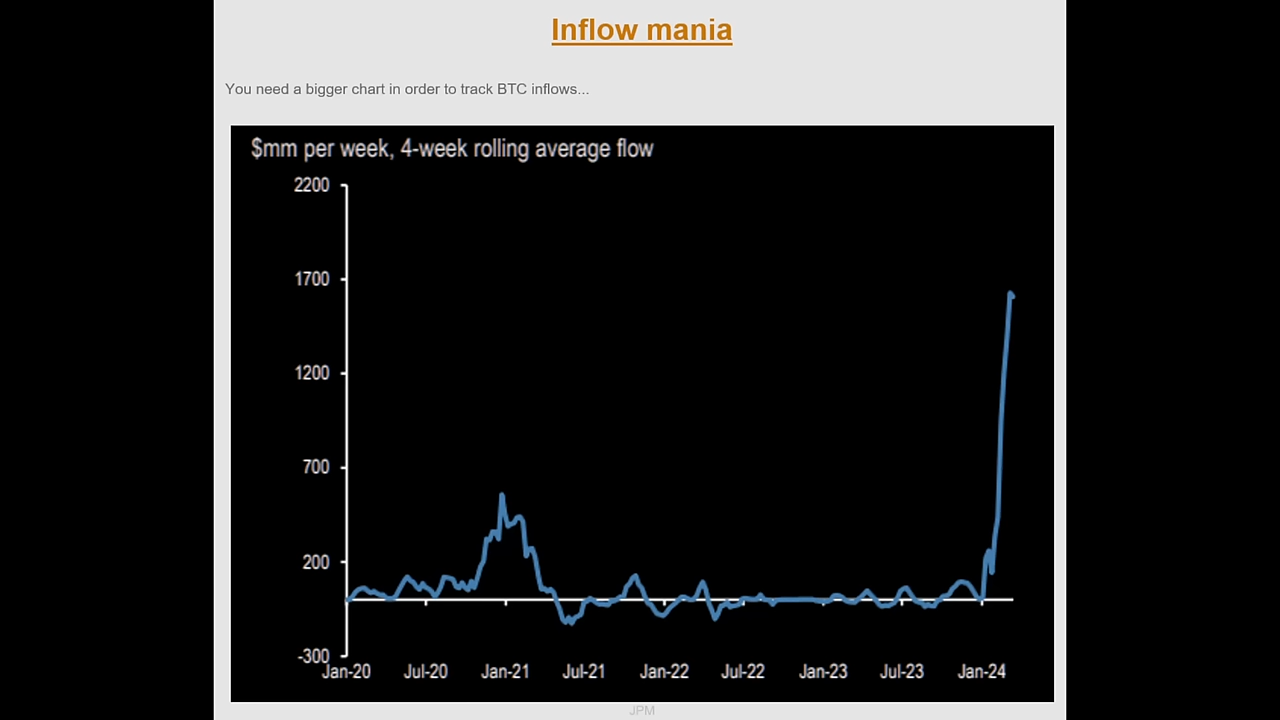 Inflow mania
You need a bigger chart in order to track BTC inflows...
$mm per week, 4-week rolling average flow
2200
1700
1200
700
200
-300
Jan-20 Jul-20 Jan-21 Jul-21 Jan-22 Jul-22 Jan-23 Jul-23 Jan-24
JPM